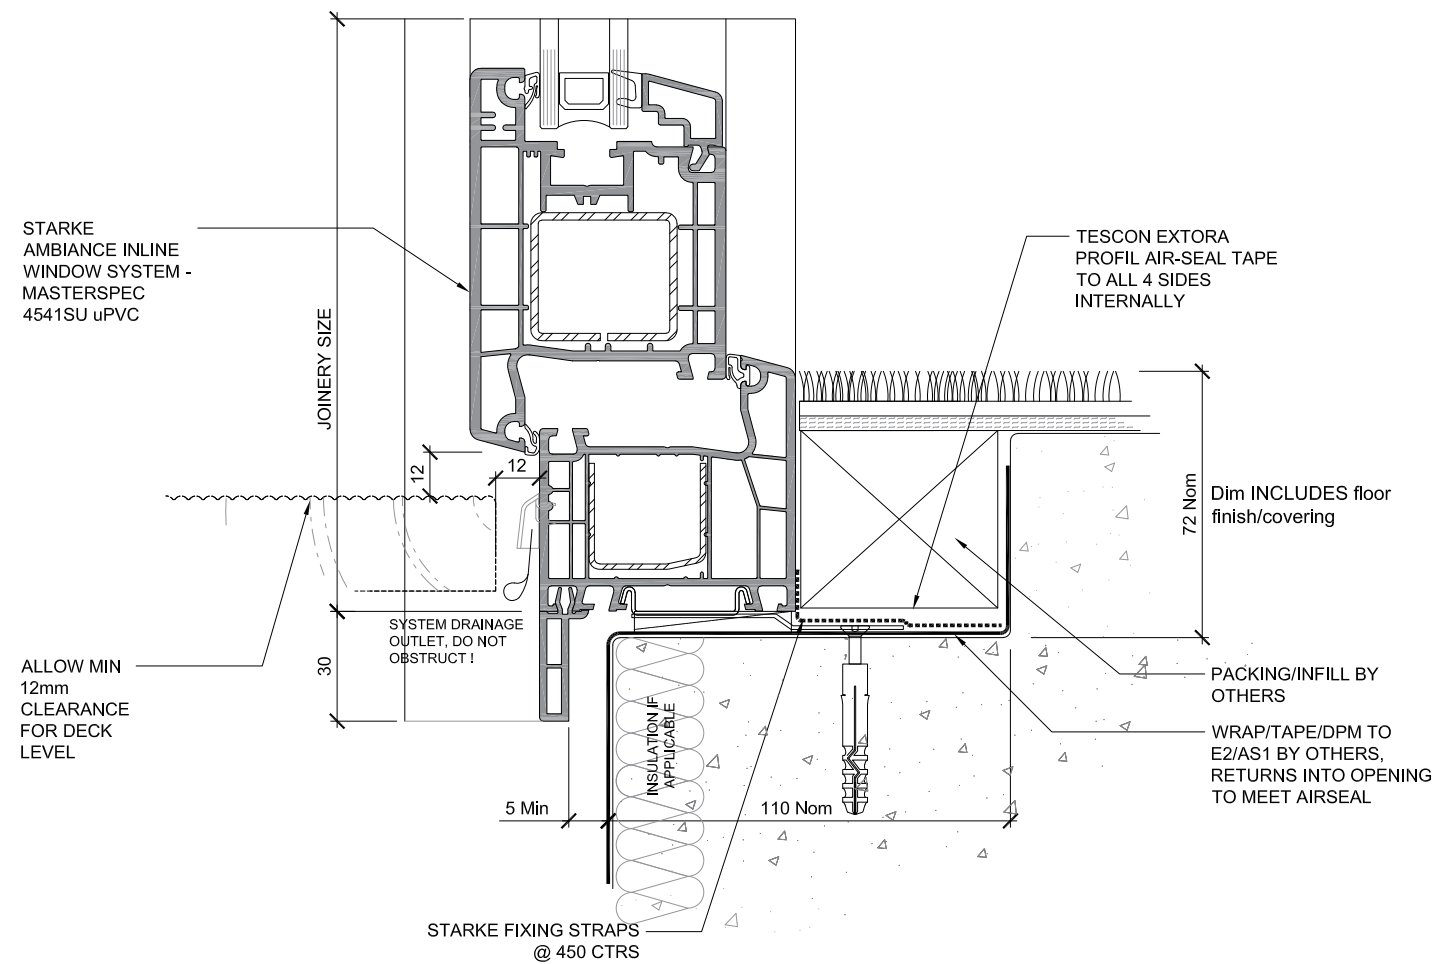 STARKE
AMBIANCE INLINE
WINDOW SYSTEM -
MASTERSPEC
4541SU uPVC
JOINERY SIZE
TESCON EXTORA
PROFIL AIR-SEAL TAPE
TO ALL 4 SIDES
INTERNALLY
12
12
72 Nom
Dim INCLUDES floor
finish/covering
SYSTEM DRAINAGE
OUTLET, DO NOT
OBSTRUCT !
30
ALLOW MIN
12mm
CLEARANCE
FOR DECK
LEVEL
INSULATION IF
APPLICABLE
PACKING/INFILL BY
OTHERS
WRAP/TAPE/DPM TO
E2/AS1 BY OTHERS,
RETURNS INTO OPENING
TO MEET AIRSEAL
5 Min
110 Nom
STARKE FIXING STRAPS
@ 450 CTRS